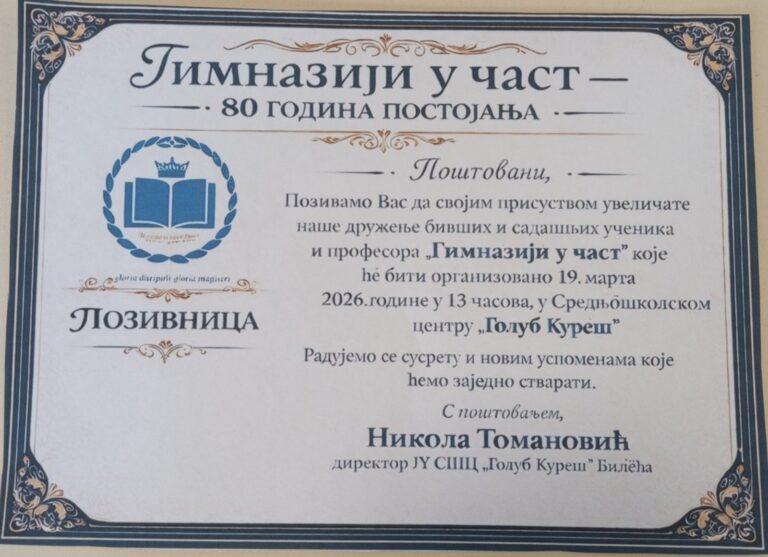 Гимназији у част —
80 ГОДИНА ПОСТОЈАЊА
gloria discipuli gloria magistri
ПОЗИВНИЦА
Поштовани,
Позивамо Вас да својим присуством увеличате
наше дружење бивших и садашњих ученика
и професора „Гимназији у част” које
ће бити организовано 19. марта
2026.године у 13 часова, у Средњошколском
центру „Голуб Куреш”
Радујемо се сусрету и новим успоменама које
ћемо заједно стварати.
С поштовањем,
Никола Томановић
директор ЈУ СШЦ „Голуб Куреш” Билећа